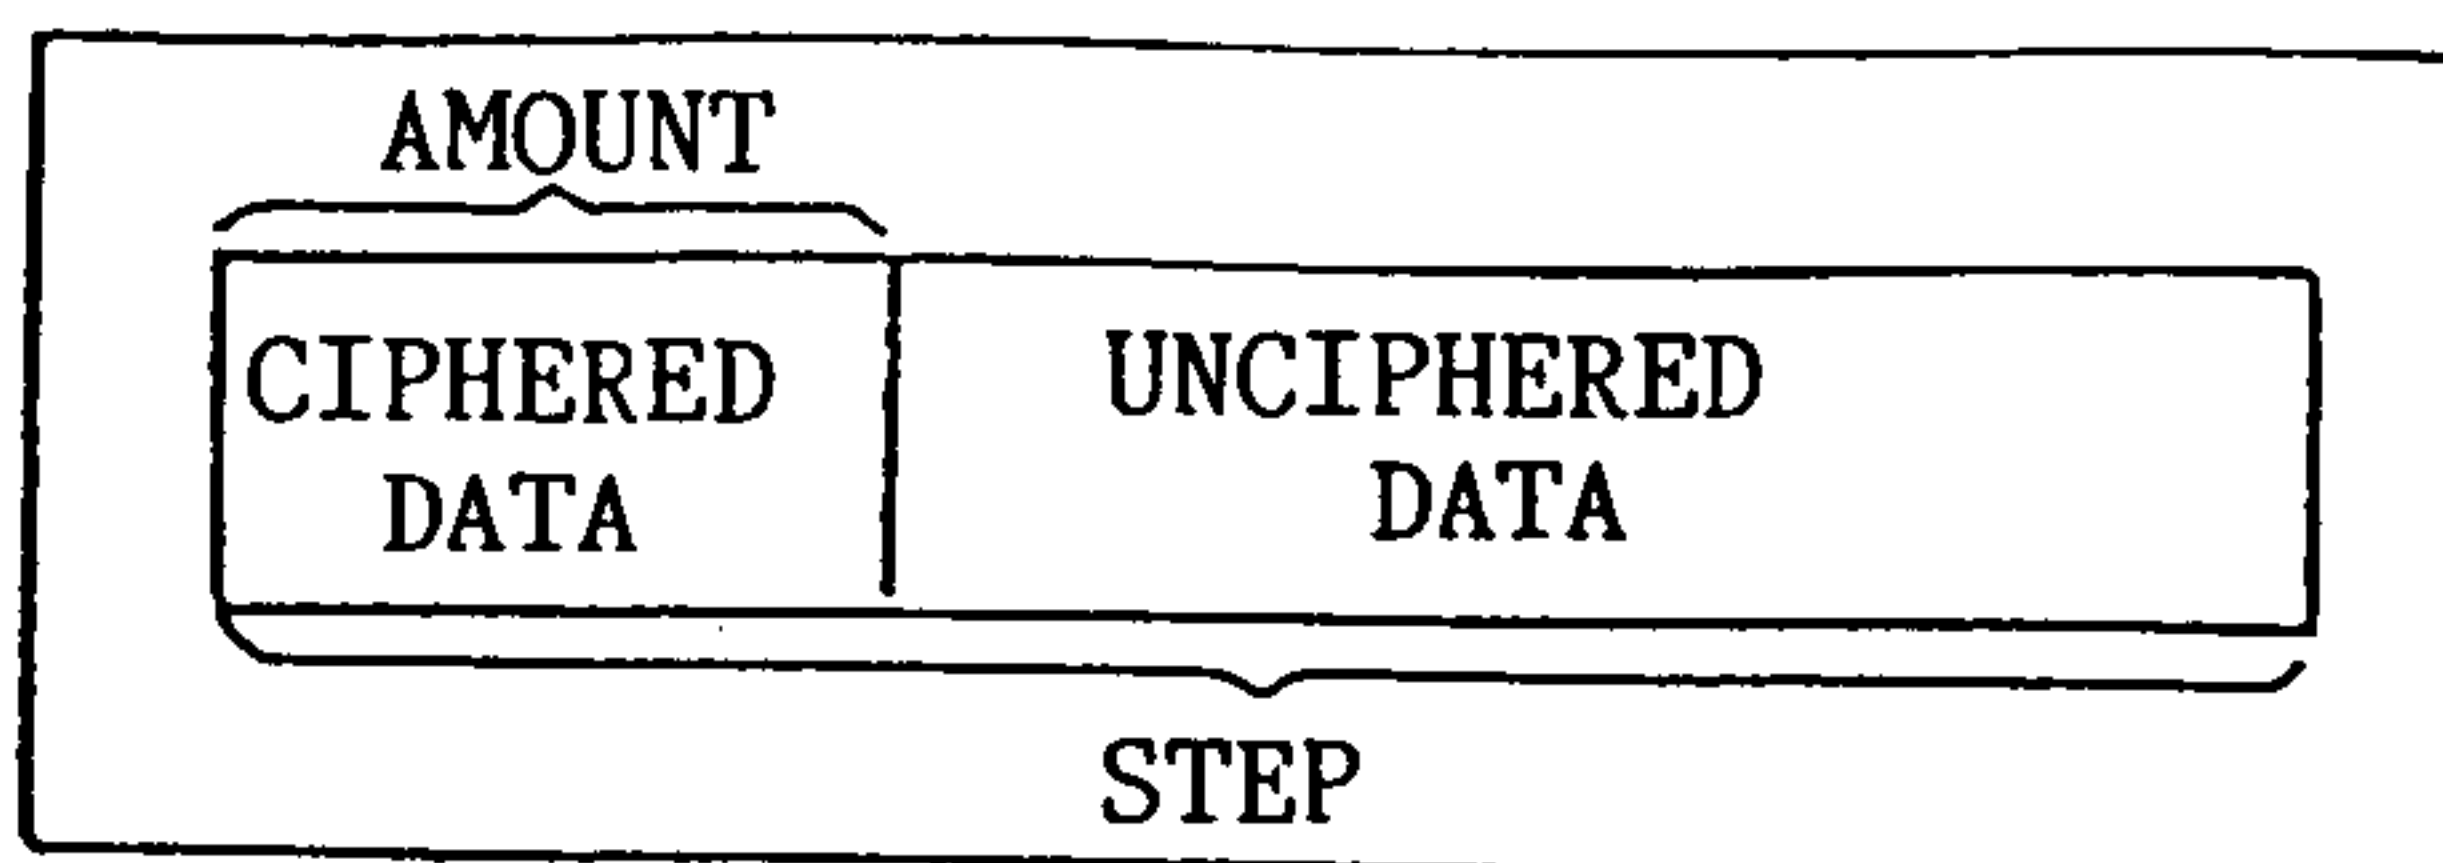 AMOUNT
CIPHERED
DATA
UNCIPHERED
DATA
STEP